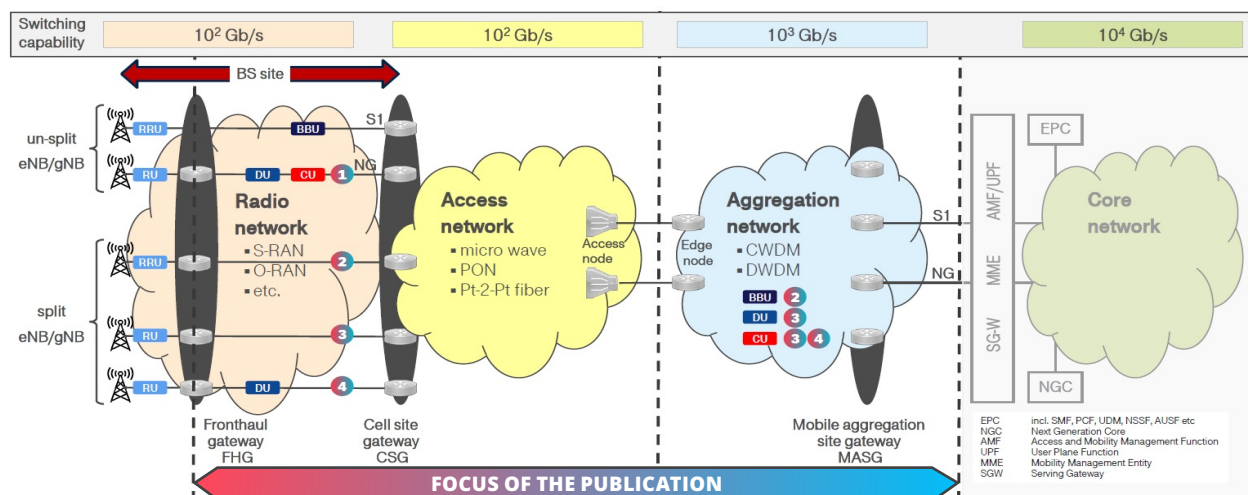 Switching
capability
10² Gb/s
10² Gb/s
10³ Gb/s
10⁴ Gb/s
BS site
un-split
eNB/gNB
RRU
BBU
S1
RU
DU
CU
1
NG
Radio
network
▪ S-RAN
▪ O-RAN
▪ etc.
split
eNB/gNB
RRU
2
RU
3
RU
DU
4
Access
network
▪ micro wave
▪ PON
▪ Pt-2-Pt fiber
Access
node
Edge
node
Aggregation
network
▪ CWDM
▪ DWDM
BBU 2
DU 3
CU 3 4
S1
NG
AMF/UPF
MME
SG-W
EPC
Core
network
NGC
Fronthaul
gateway
FHG
Cell site
gateway
CSG
Mobile aggregation
site gateway
MASG
EPC incl. SMF, PCF, UDM, NSSF, AUSF etc
NGC Next Generation Core
AMF Access and Mobility Management Function
UPF User Plane Function
MME Mobility Management Entity
SGW Serving Gateway
FOCUS OF THE PUBLICATION